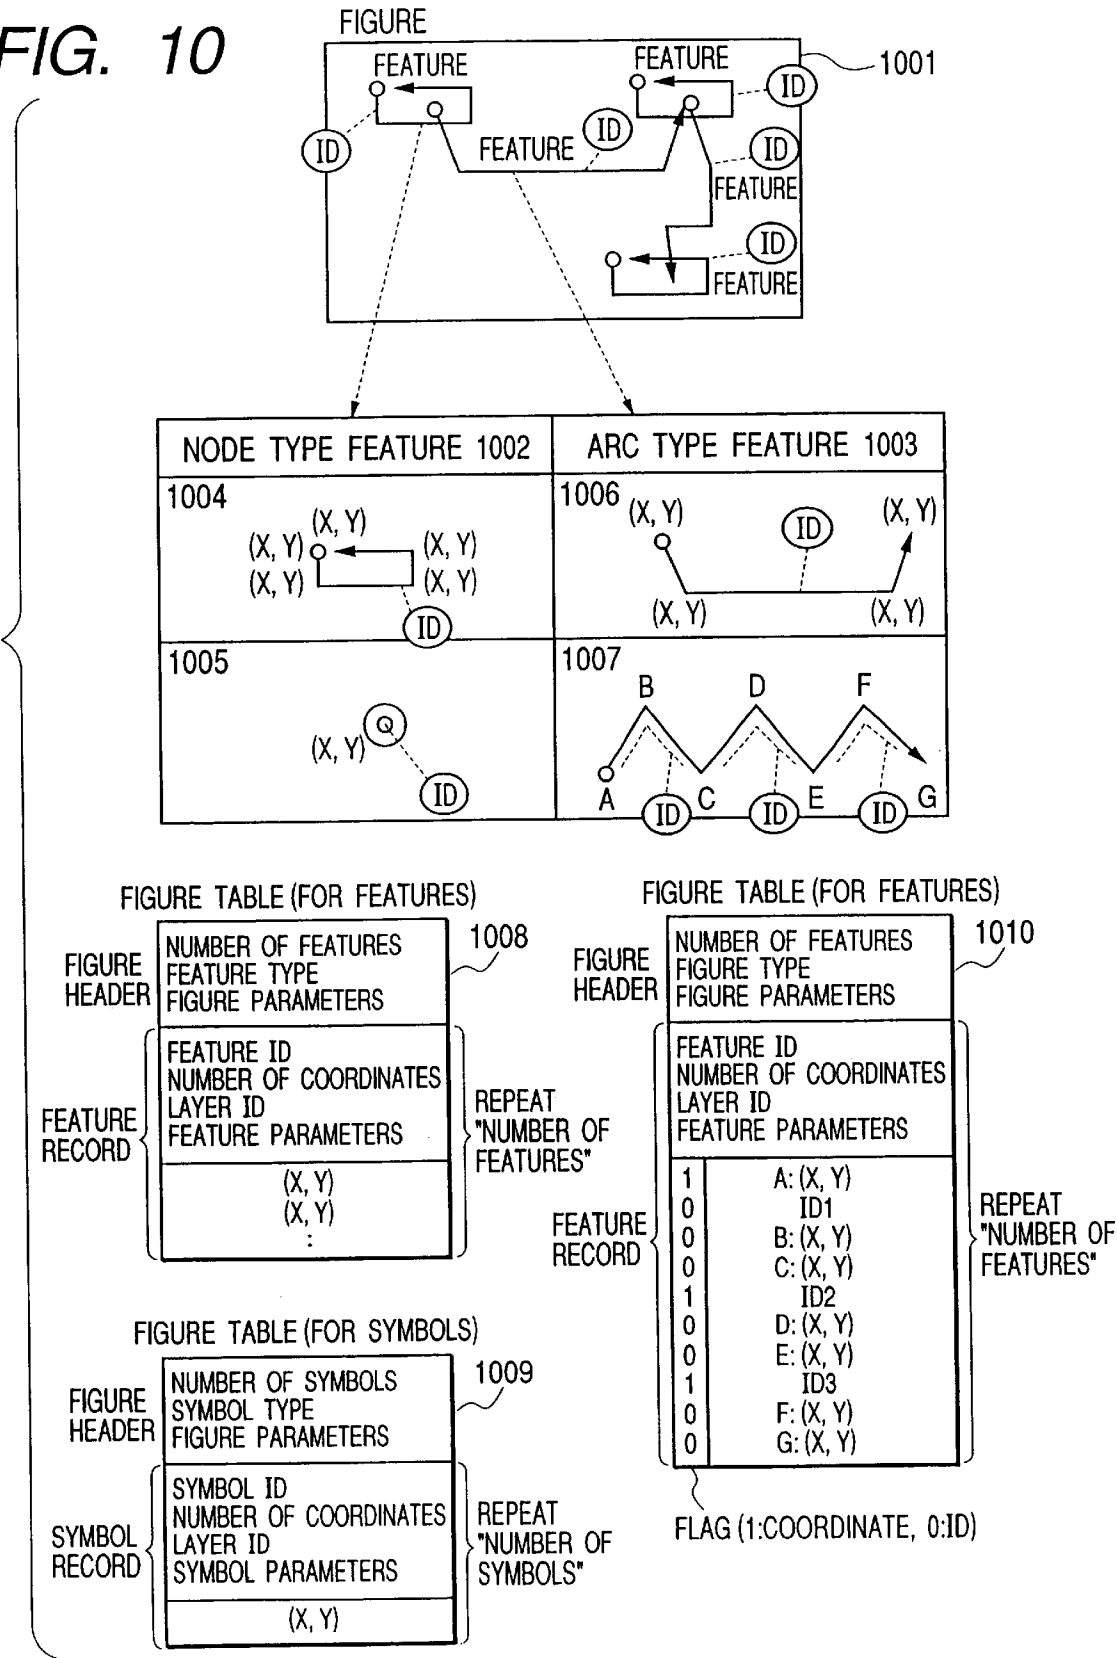 FIG. 10
FIGURE
1001
FEATURE
FEATURE
ID
ID
ID
FEATURE
ID
ID
FEATURE
ID
FEATURE
NODE TYPE FEATURE 1002
ARC TYPE FEATURE 1003
1004
(X, Y)
(X, Y)
(X, Y)
(X, Y)
(X, Y)
ID
1006
(X, Y)
ID
(X, Y)
(X, Y)
(X, Y)
1005
(X, Y)
ID
1007
B
D
F
A
ID
C
ID
E
ID
G
FIGURE TABLE (FOR FEATURES)
1008
FIGURE
HEADER
NUMBER OF FEATURES
FEATURE TYPE
FIGURE PARAMETERS
FEATURE
RECORD
FEATURE ID
NUMBER OF COORDINATES
LAYER ID
FEATURE PARAMETERS
(X, Y)
(X, Y)
:
REPEAT
"NUMBER OF
FEATURES"
FIGURE TABLE (FOR SYMBOLS)
1009
FIGURE
HEADER
NUMBER OF SYMBOLS
SYMBOL TYPE
FIGURE PARAMETERS
SYMBOL
RECORD
SYMBOL ID
NUMBER OF COORDINATES
LAYER ID
SYMBOL PARAMETERS
(X, Y)
REPEAT
"NUMBER OF
SYMBOLS"
FIGURE TABLE (FOR FEATURES)
1010
FIGURE
HEADER
NUMBER OF FEATURES
FIGURE TYPE
FIGURE PARAMETERS
FEATURE
RECORD
FEATURE ID
NUMBER OF COORDINATES
LAYER ID
FEATURE PARAMETERS
1 A: (X, Y)
0 ID1
0 B: (X, Y)
0 C: (X, Y)
1 ID2
0 D: (X, Y)
0 E: (X, Y)
1 ID3
0 F: (X, Y)
0 G: (X, Y)
REPEAT
"NUMBER OF
FEATURES"
FLAG (1:COORDINATE, 0:ID)